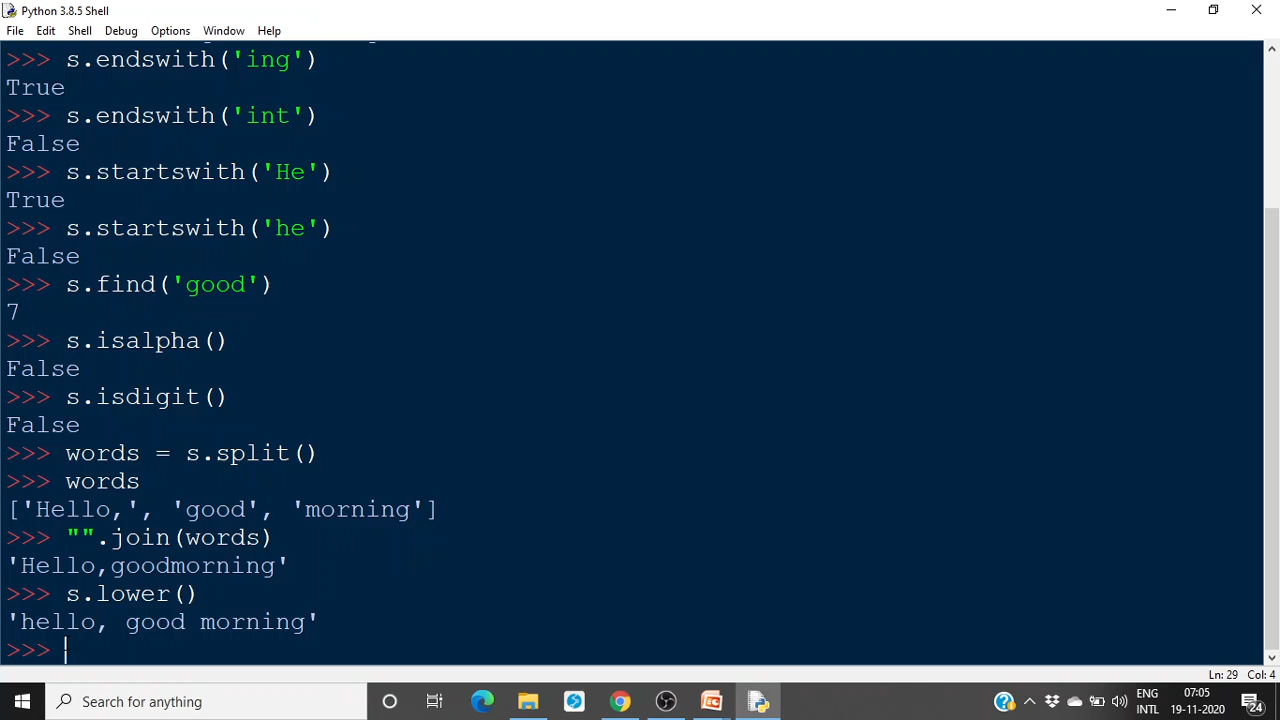 Python 3.8.5 Shell
File Edit Shell Debug Options Window Help
>>> s.endswith('ing')
True
>>> s.endswith('int')
False
>>> s.startswith('He')
True
>>> s.startswith('he')
False
>>> s.find('good')
7
>>> s.isalpha()
False
>>> s.isdigit()
False
>>> words = s.split()
>>> words
['Hello,', 'good', 'morning']
>>> "".join(words)
'Hello,goodmorning'
>>> s.lower()
'hello, good morning'
>>>
Ln: 29 Col: 4
Search for anything
ENG 07:05
INTL 19-11-2020 24